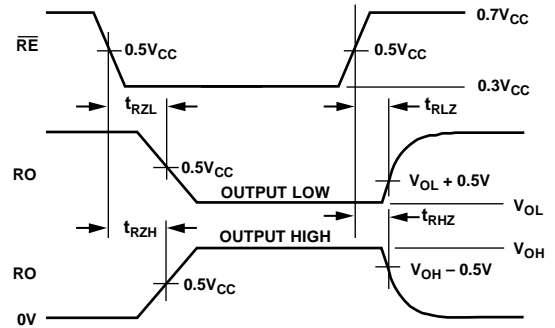 0.7VCC
RE
0.5VCC
0.5VCC
0.3VCC
tRZL
tRLZ
RO
0.5VCC
VOL + 0.5V
OUTPUT LOW
VOL
tRZH
OUTPUT HIGH
tRHZ
VOH
RO
0.5VCC
VOH – 0.5V
0V